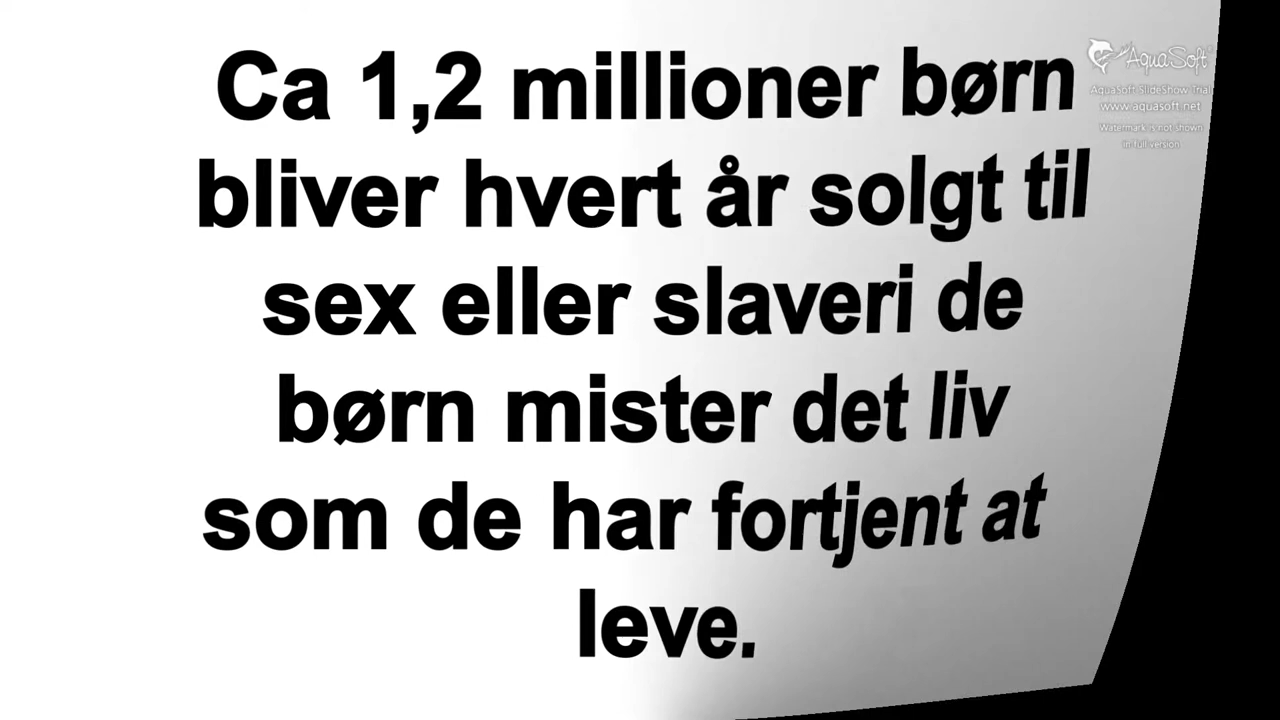 Ca 1,2 millioner børn
bliver hvert år solgt til
sex eller slaveri de
børn mister det liv
som de har fortjent at
leve.
AquaSoft
AquaSoft SlideShow Trial
www.aquasoft.net
Watermark is not shown
in full version